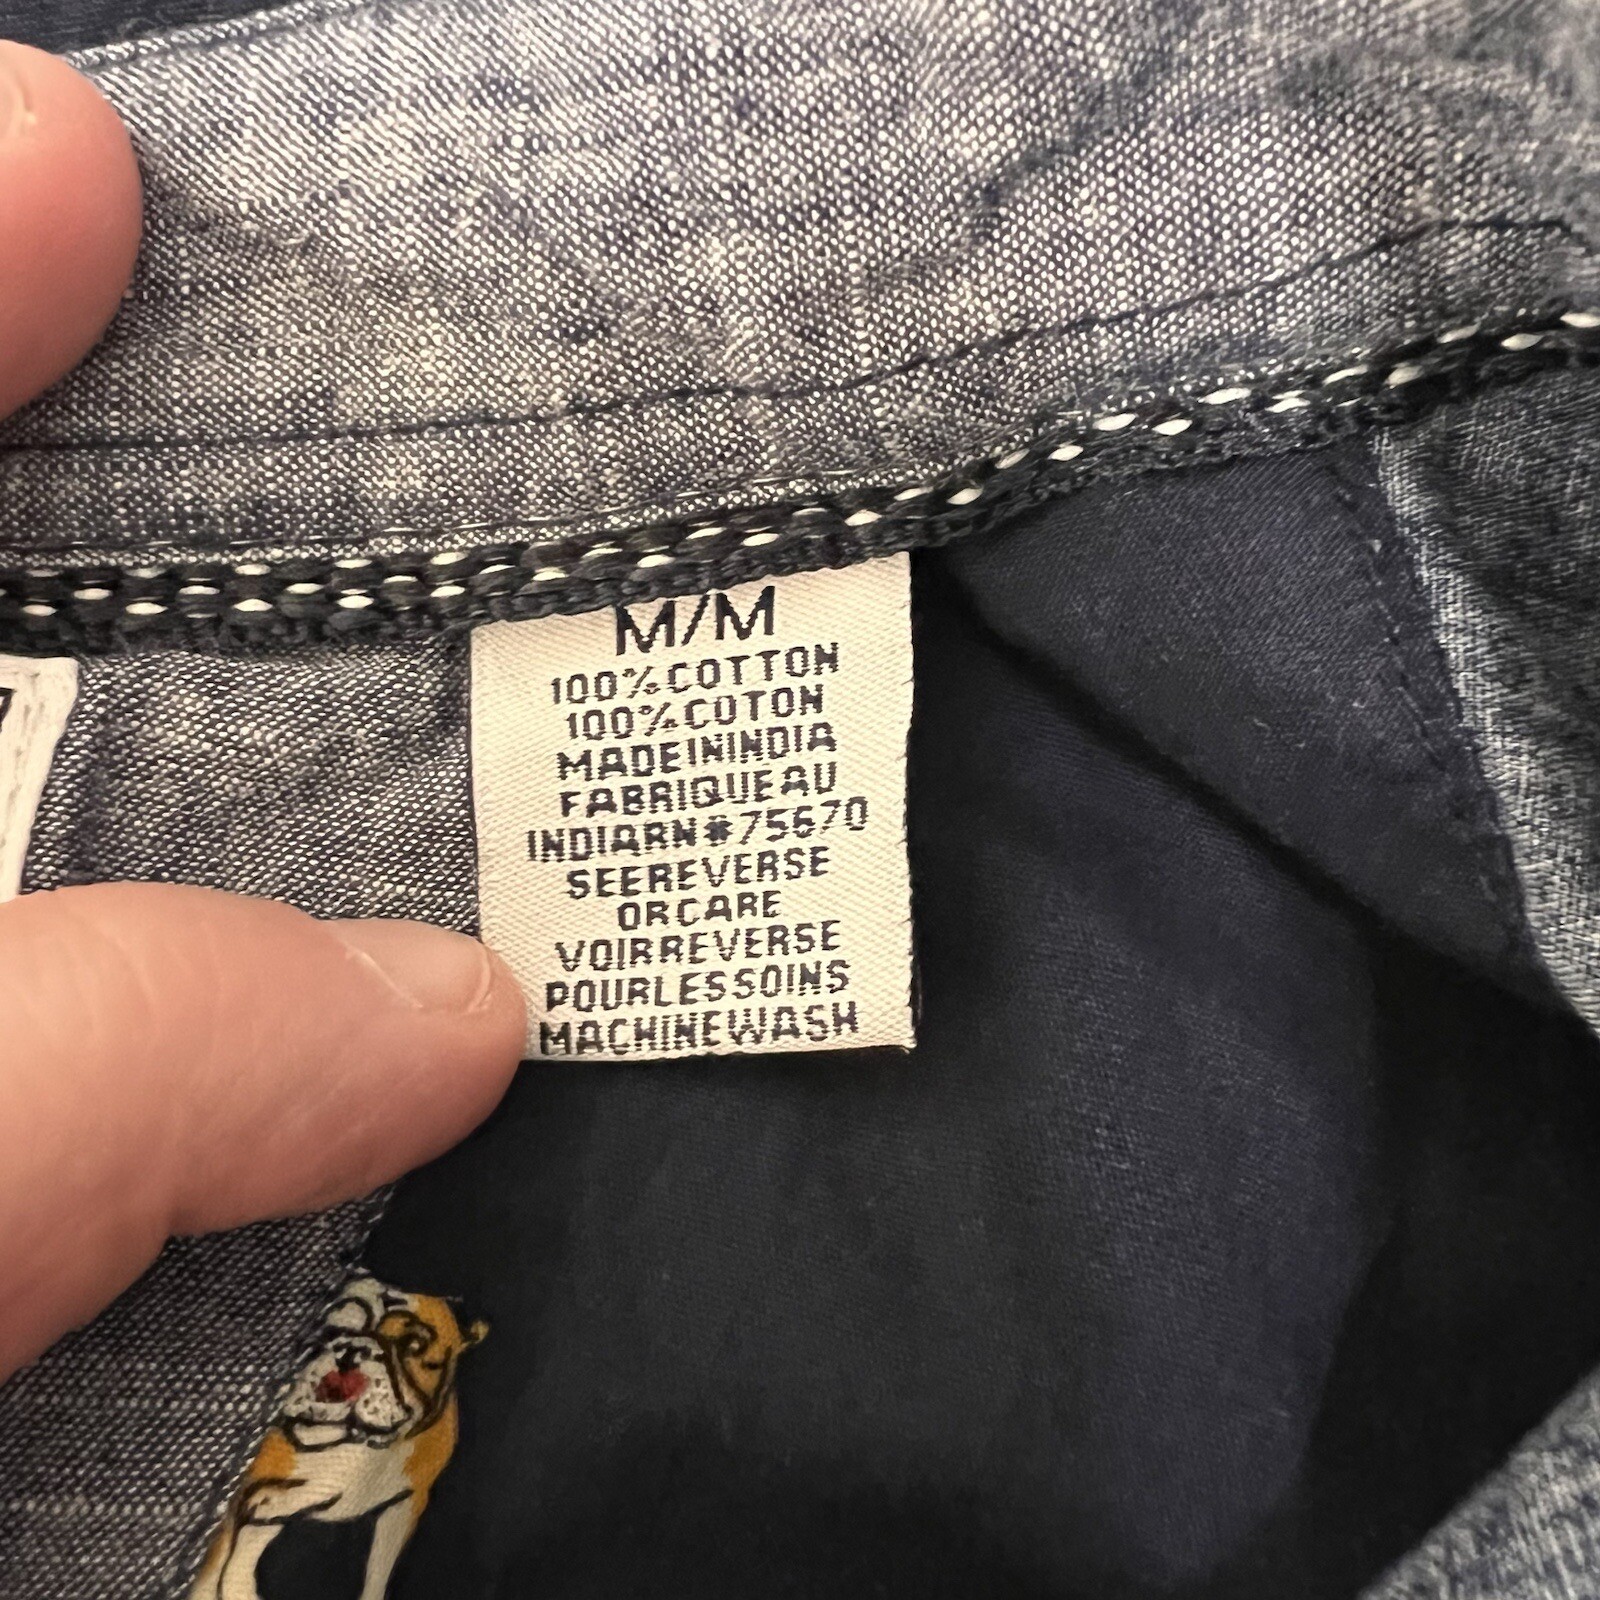 M/M
100%COTTON
100%COTON
MADEININDIA
FABRIQUEAU
INDIARN#75670
SEEREVERSE
ORCARE
VOIRREVERSE
POURLESSOINS
MACHINEWASH